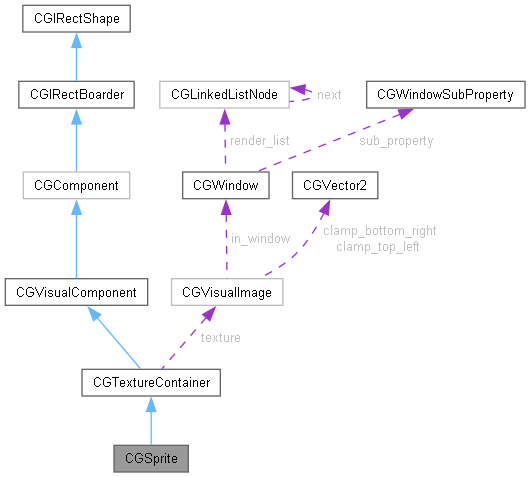 CGIRectShape
CGIRectBoarder
CGLinkedListNode
next
CGWindowSubProperty
render_list
sub_property
CGComponent
CGWindow
CGVector2
in_window
clamp_bottom_right
clamp_top_left
CGVisualComponent
CGVisualImage
texture
CGTextureContainer
CGSprite